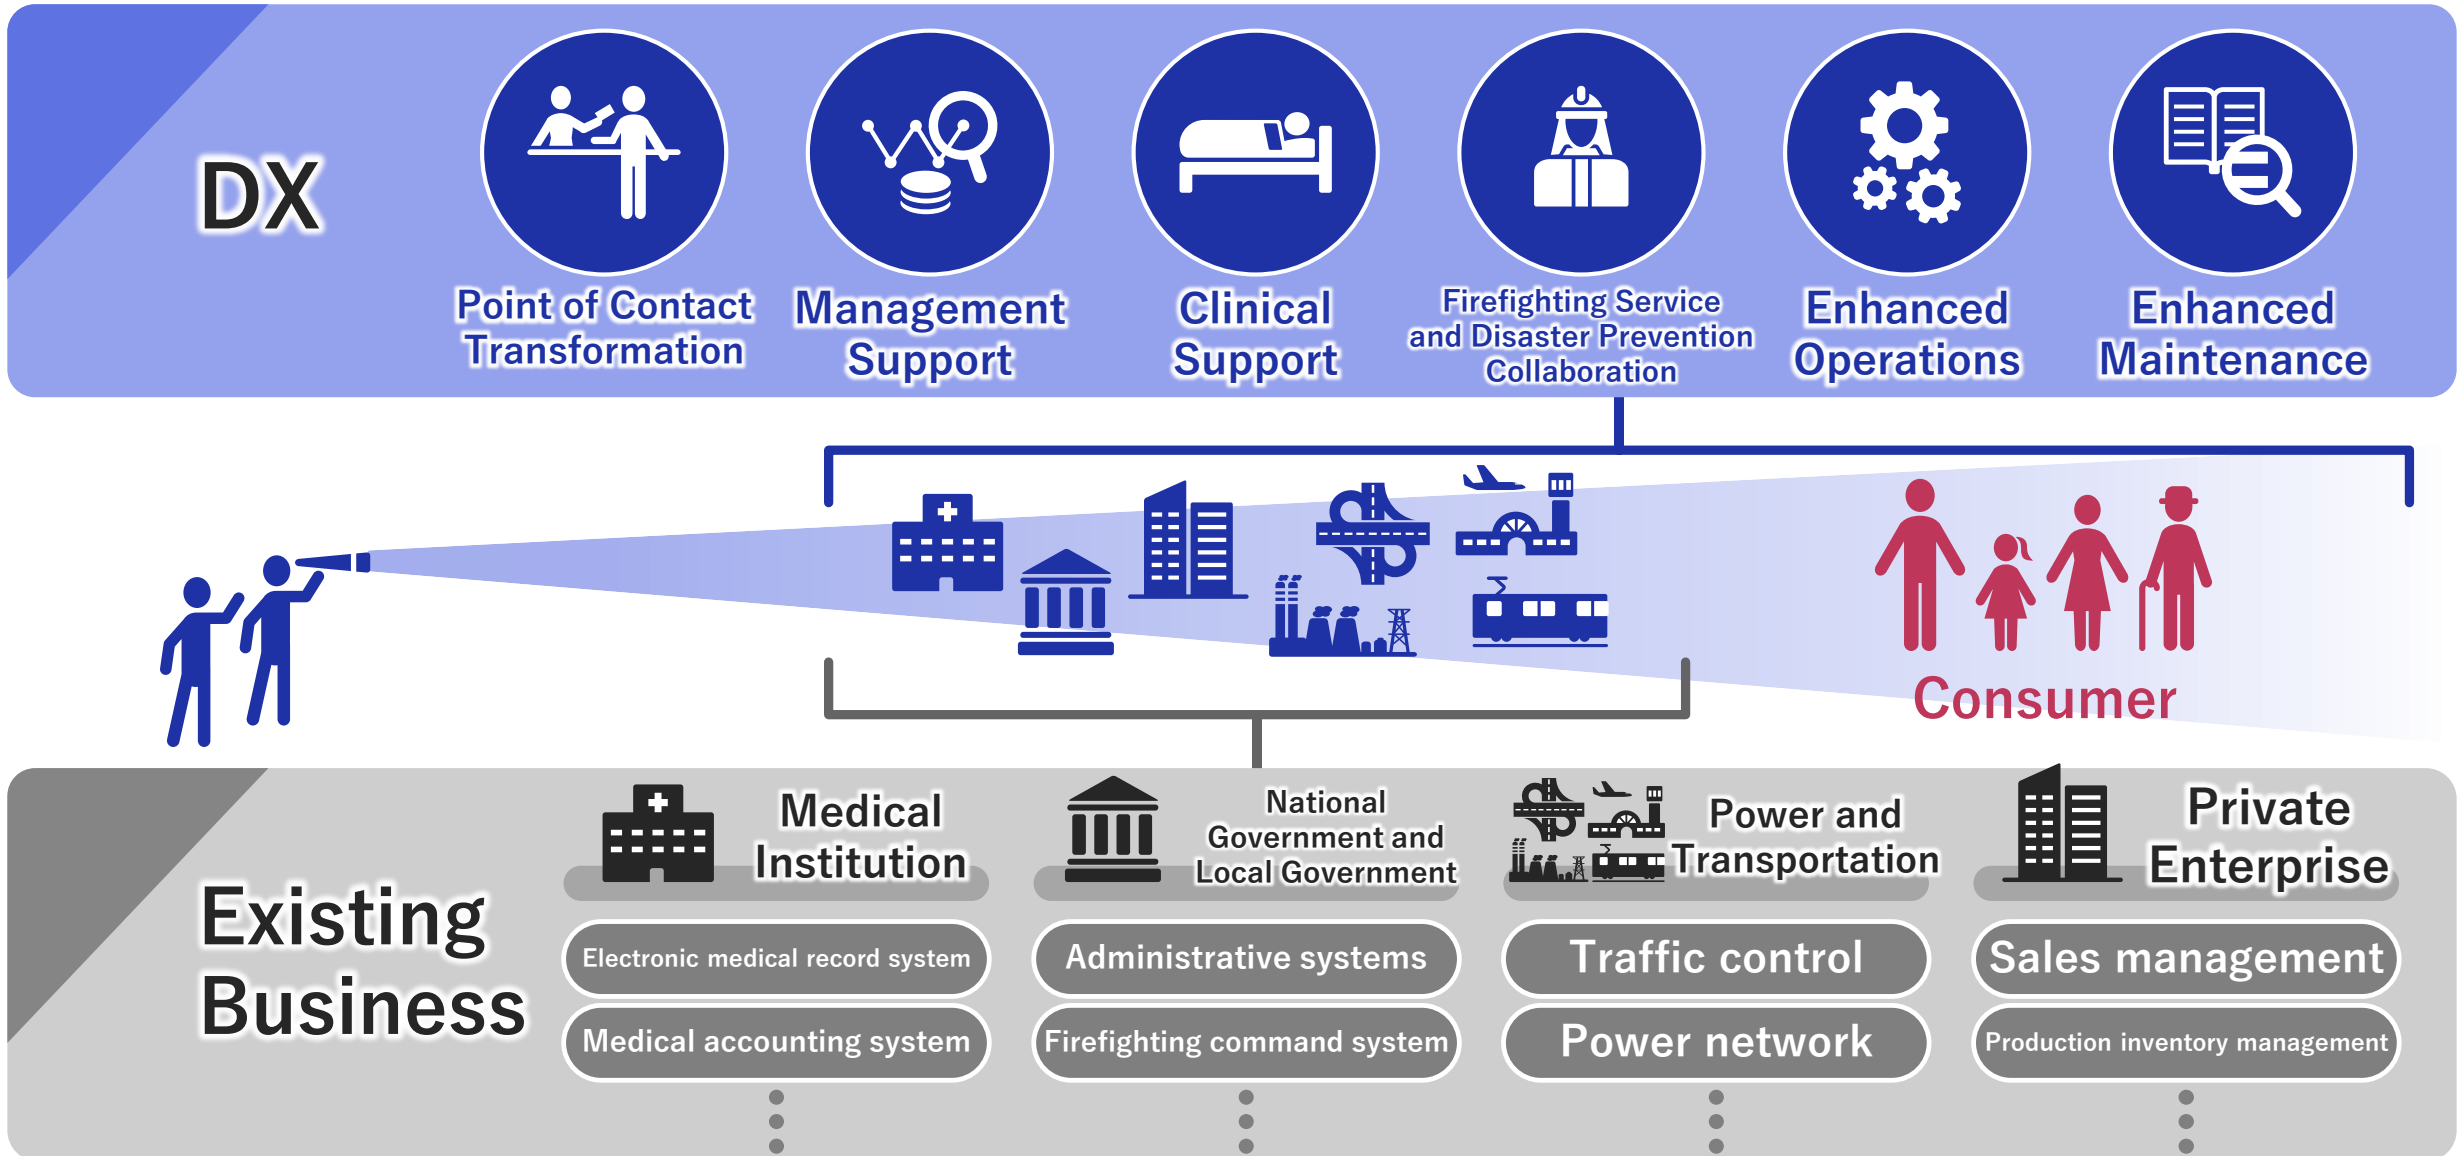 DX
Point of Contact
Transformation
Management
Support
Clinical
Support
Firefighting Service
and Disaster Prevention
Collaboration
Enhanced
Operations
Enhanced
Maintenance
Consumer
Existing
Business
Medical
Institution
Electronic medical record system
Medical accounting system
National
Government and
Local Government
Administrative systems
Firefighting command system
Power and
Transportation
Traffic control
Power network
Private
Enterprise
Sales management
Production inventory management